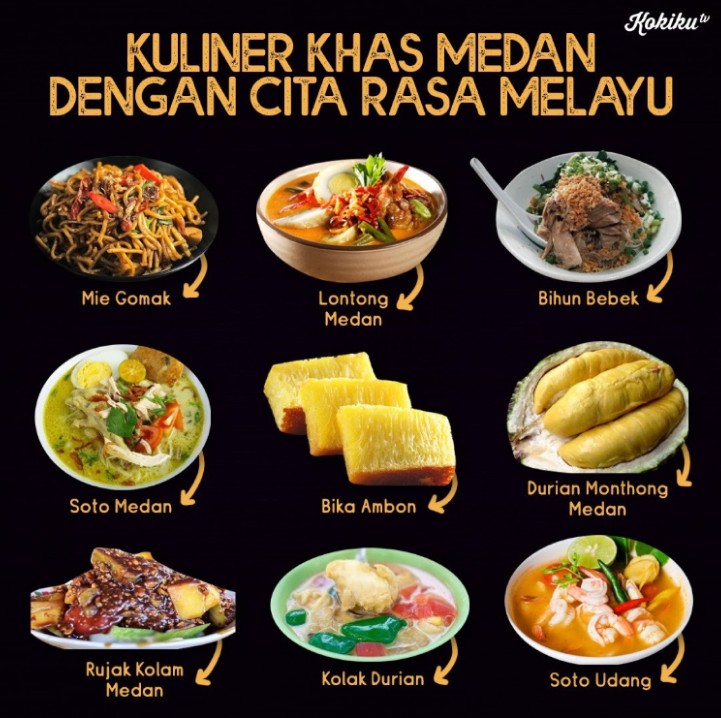 Kokiku tv
KULINER KHAS MEDAN
DENGAN CITA RASA MELAYU
Mie Gomak
Lontong
Medan
Bihun Bebek
Soto Medan
Bika Ambon
Durian Monthong
Medan
Rujak Kolam
Medan
Kolak Durian
Soto Udang